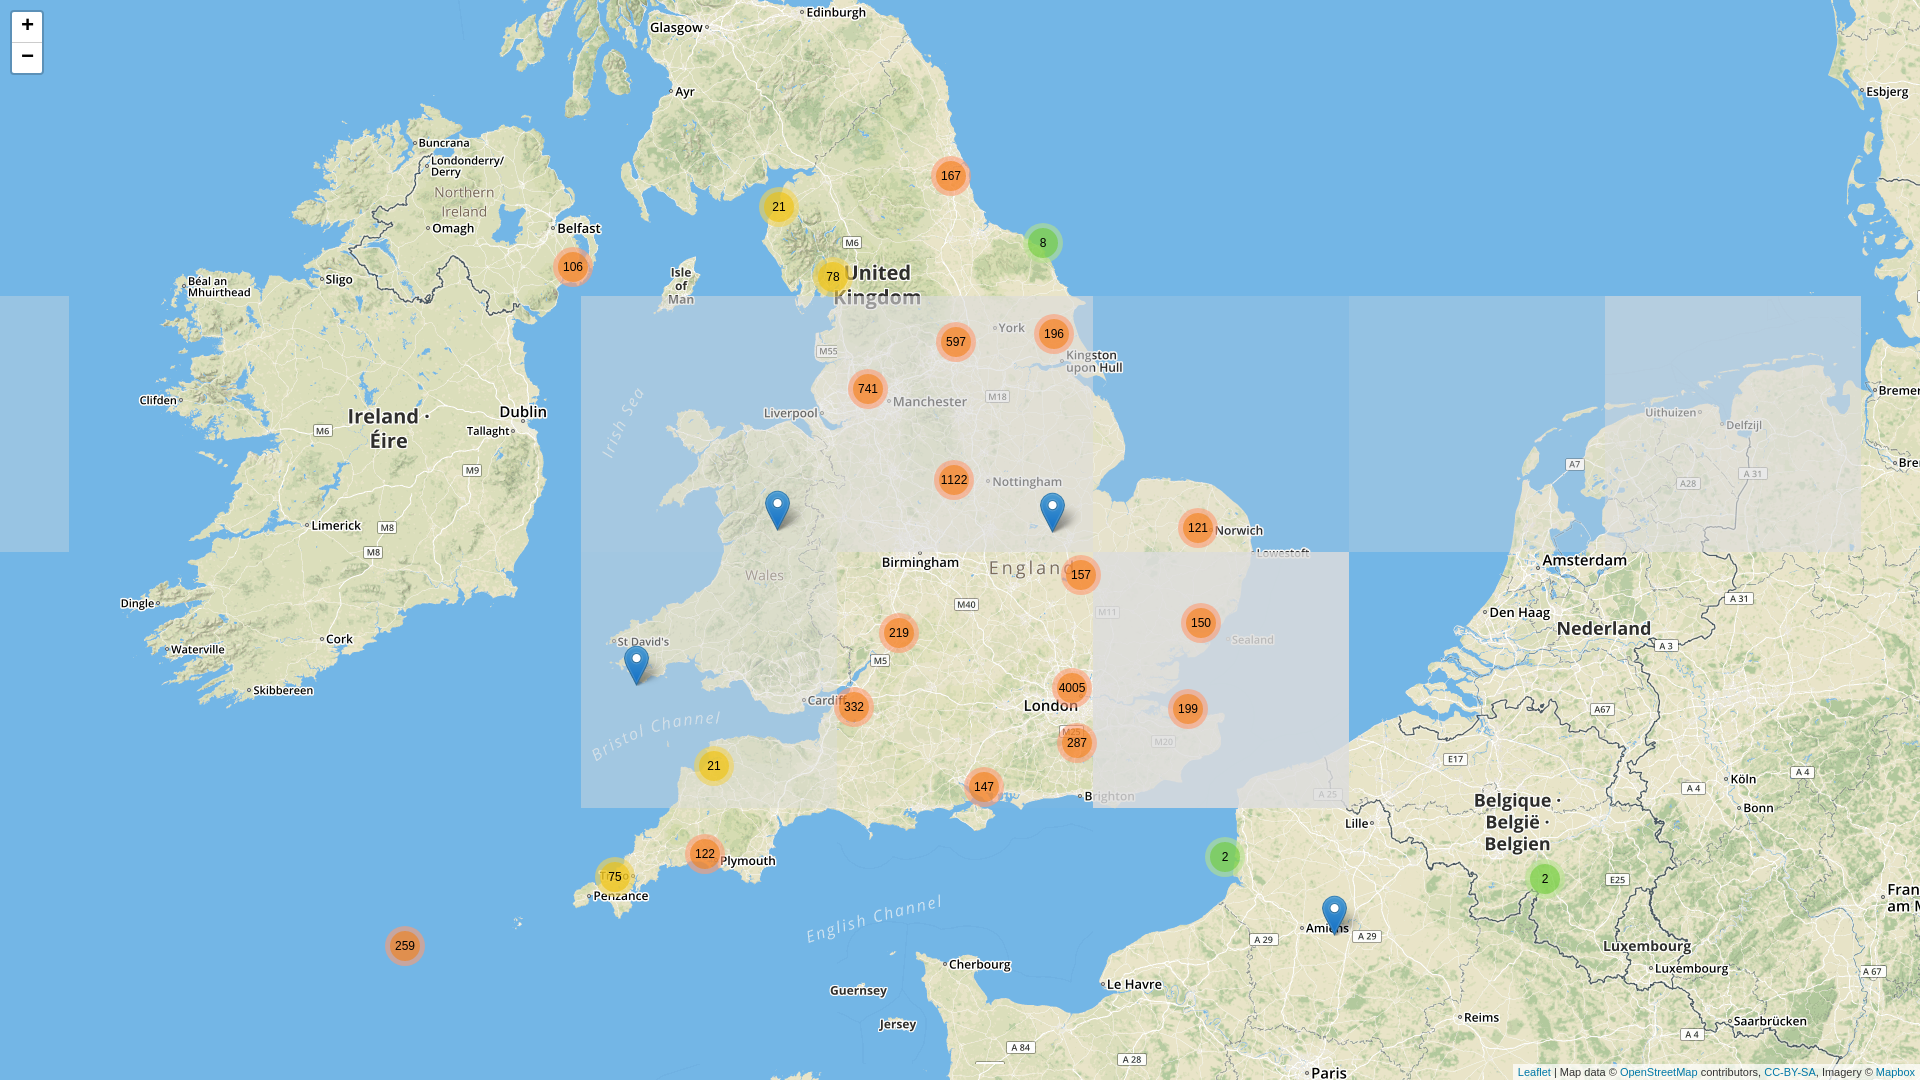 +
−
Edinburgh
Glasgow
Ayr
Esbjerg
Buncrana
Londonderry/
Derry
Northern
Ireland
Omagh
Belfast
167
21
8
M6
106
78
United
Kingdom
Isle
of
Man
Sligo
Béal an
Mhuirthead
York
196
597
M55
Kingston
upon Hull
741
Manchester
M18
Liverpool
Irish Sea
Clifden
Ireland ·
Éire
Dublin
Tallaght
M6
M9
Uithuizen
Delfzijl
A7
A 31
A28
Bremer
Bre
1122
Nottingham
121
Norwich
Lowestoft
Limerick
M8
M8
Birmingham
England
157
Wales
Amsterdam
A 31
Den Haag
Nederland
A 3
Dingle
Cork
Waterville
Skibbereen
M40
M11
150
Sealand
219
M5
St David's
4005
London
Cardiff
332
199
M25
287
M20
Bristol Channel
A67
E17
21
147
Brighton
A 25
Köln
A 4
A 4
Bonn
Belgique ·
België ·
Belgien
Lille
122
Plymouth
2
2
E25
75
Penzance
Fran
am M
259
English Channel
Amiens
A 29
A 29
Luxembourg
Luxembourg
A 67
Cherbourg
Le Havre
Guernsey
Jersey
Reims
Saarbrücken
A 4
A 84
A 28
Paris
Leaflet | Map data © OpenStreetMap contributors, CC-BY-SA, Imagery © Mapbox